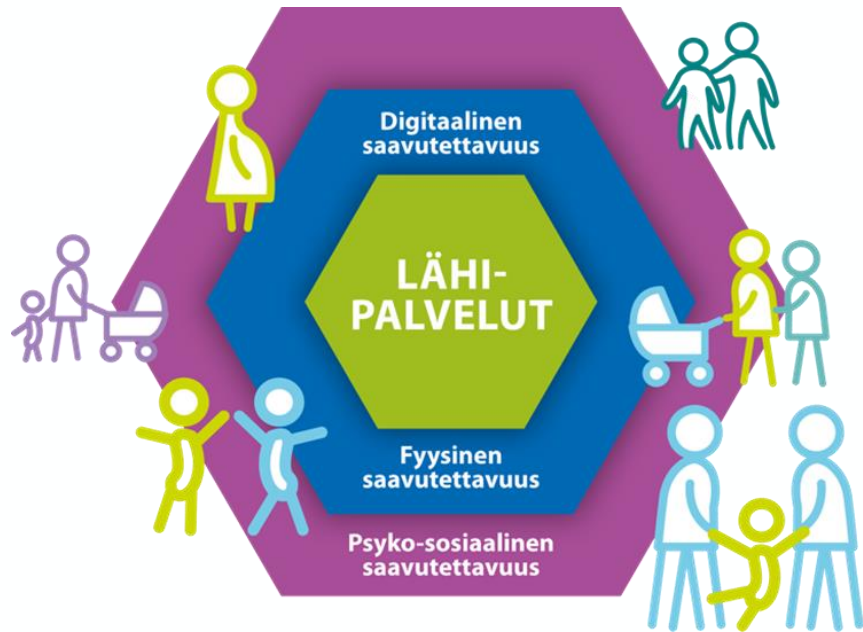 Digitaalinen
saavutettavuus
LÄHI-
PALVELUT
Fyysinen
saavutettavuus
Psyko-sosiaalinen
saavutettavuus